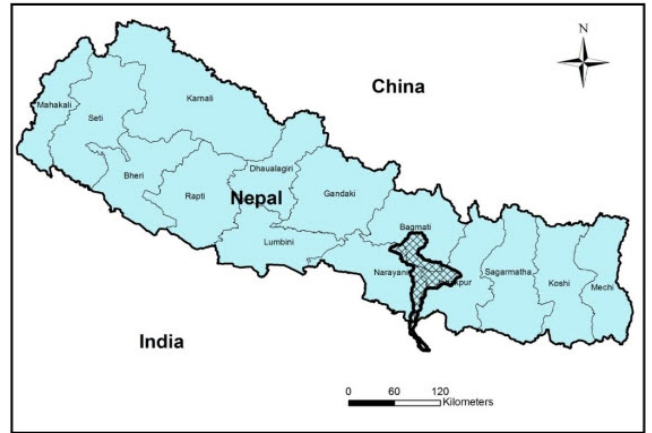 N
China
Mahakali
Seti
Karnali
Bheri
Rapti
Dhaualagiri
Nepal
Gandaki
Lumbini
Bagmati
Sagarmatha
Koshi
Mechi
India
0 60 120
Kilometers